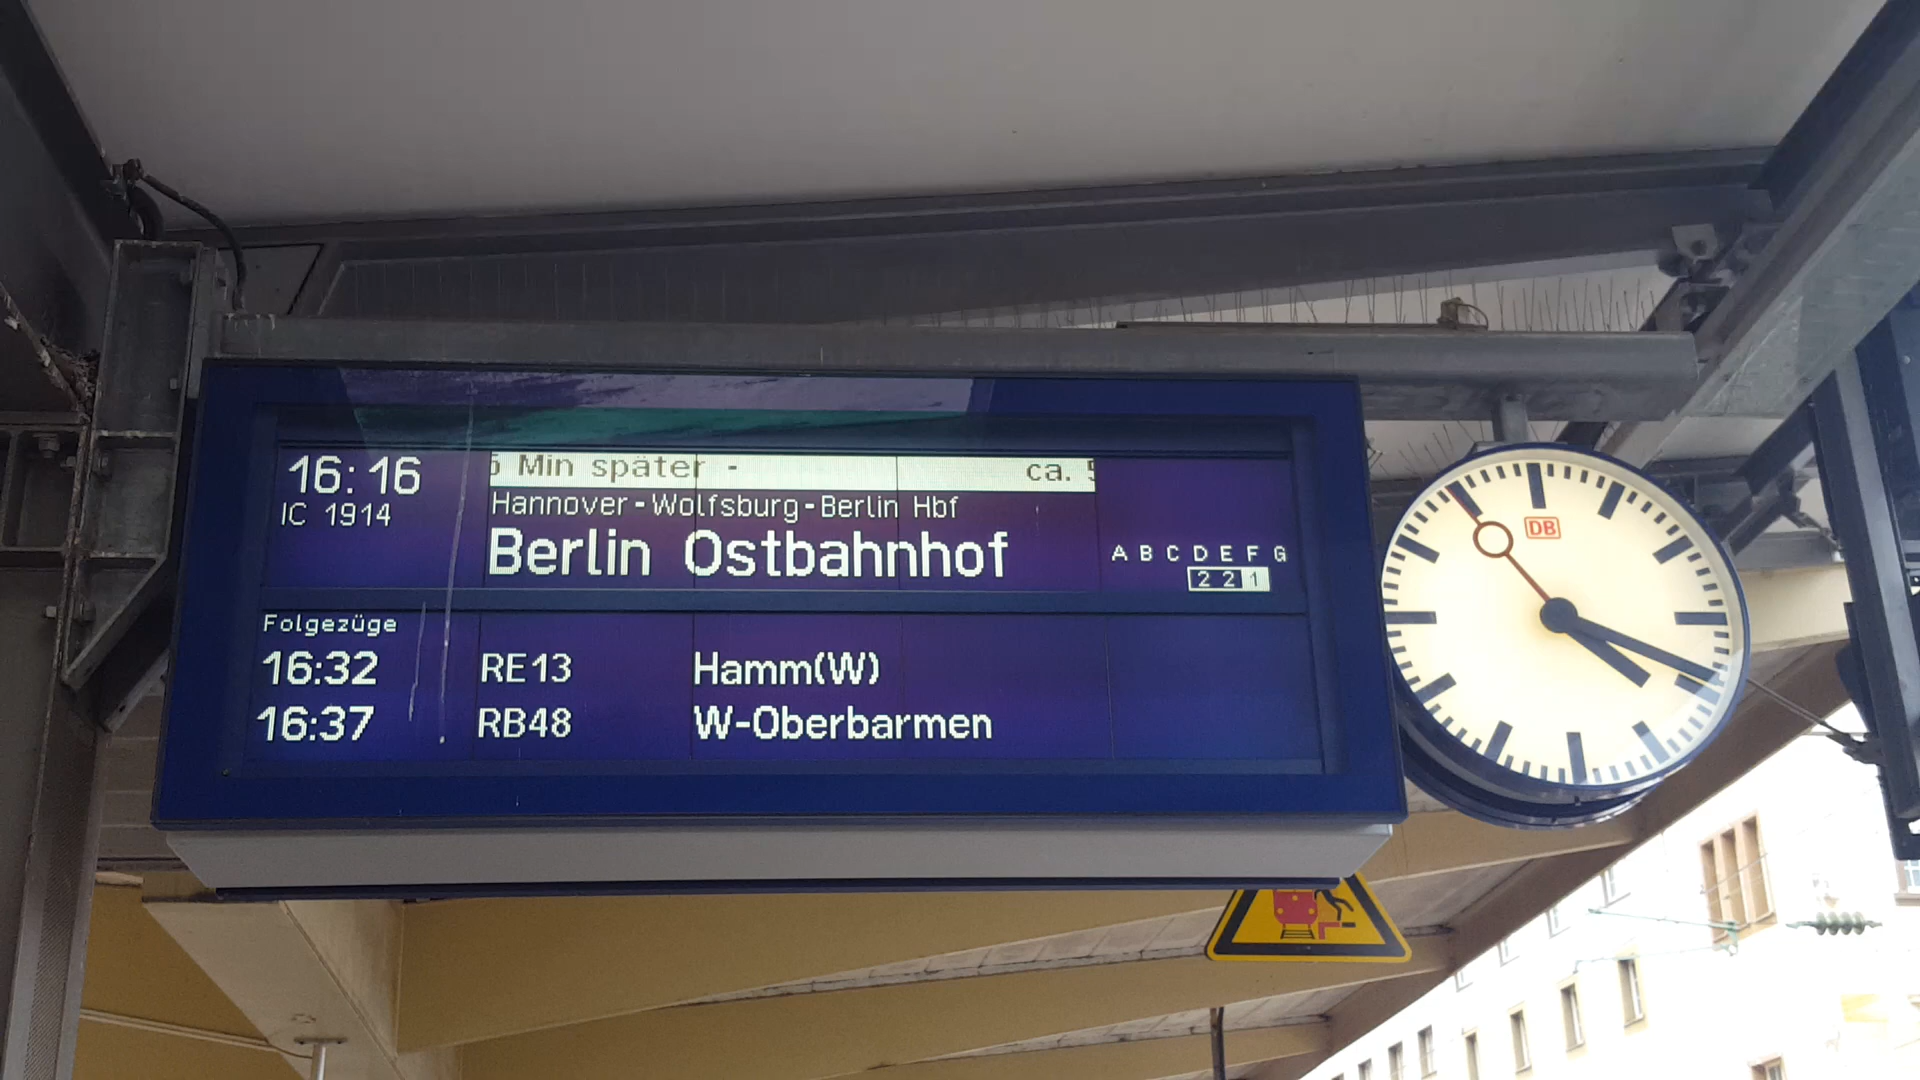 16:16
Min später - ca.
IC 1914
Hannover-Wolfsburg-Berlin Hbf
Berlin Ostbahnhof
A B C D E F G
2 2 1
Folgezüge
16:32 RE13 Hamm(W)
16:37 RB48 W-Oberbarmen
DB